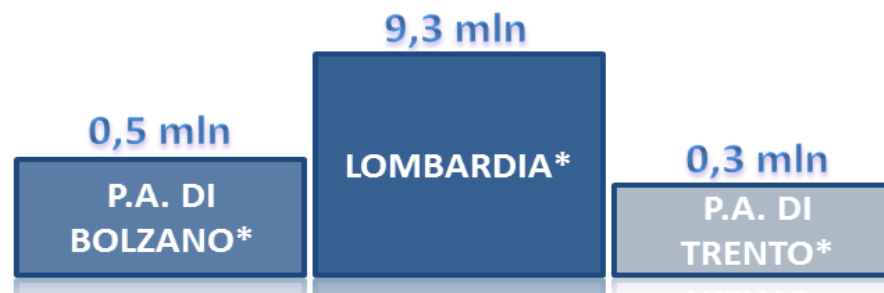 9,3 mln
0,5 mln
LOMBARDIA*
0,3 mln
P.A. DI
BOLZANO*
P.A. DI
TRENTO*